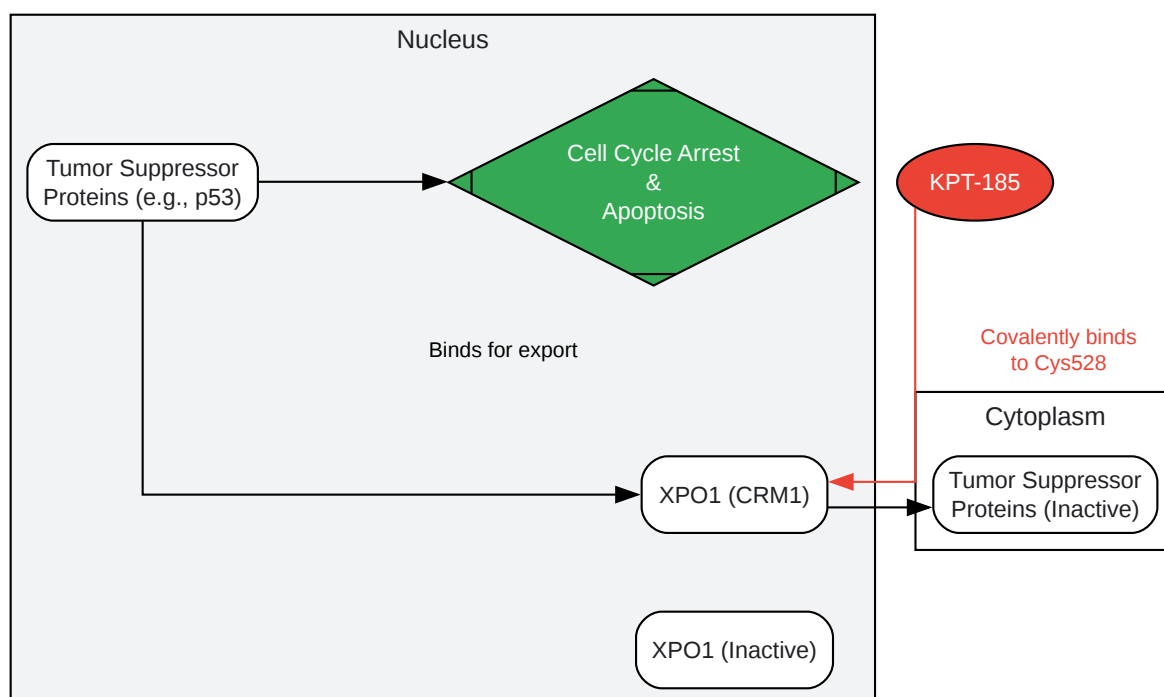 Nucleus
Tumor Suppressor
Proteins (e.g., p53)
Cell Cycle Arrest
&
Apoptosis
KPT-185
Binds for export
Covalently binds
to Cys528
Cytoplasm
XPO1 (CRM1)
Tumor Suppressor
Proteins (Inactive)
XPO1 (Inactive)